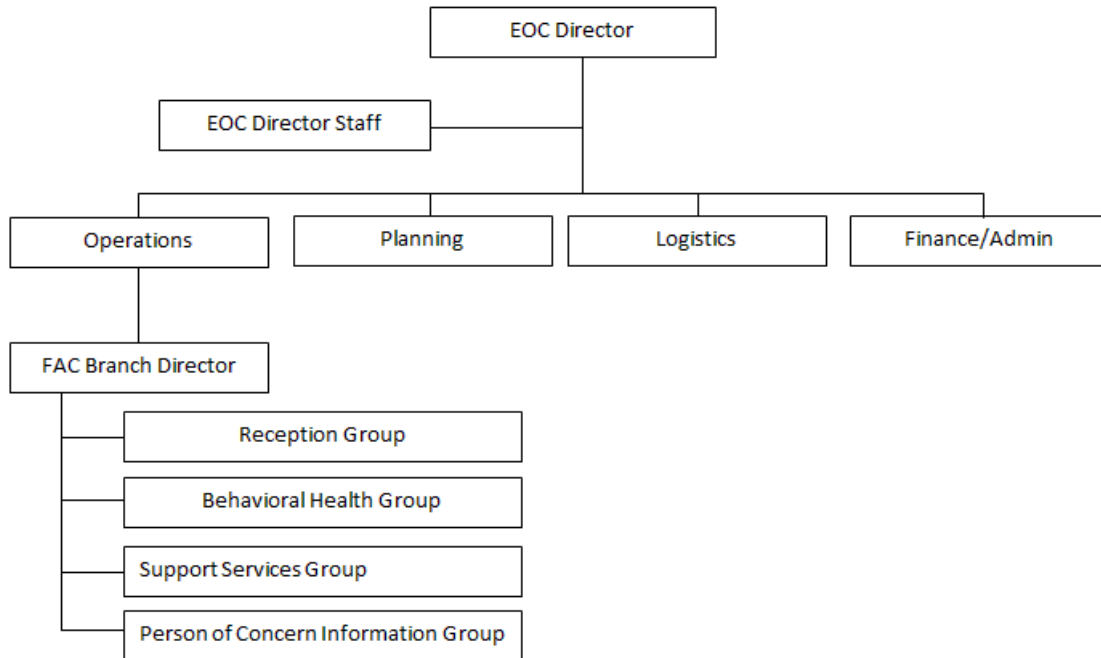 EOC Director
EOC Director Staff
Operations
Planning
Logistics
Finance/Admin
FAC Branch Director
Reception Group
Behavioral Health Group
Support Services Group
Person of Concern Information Group